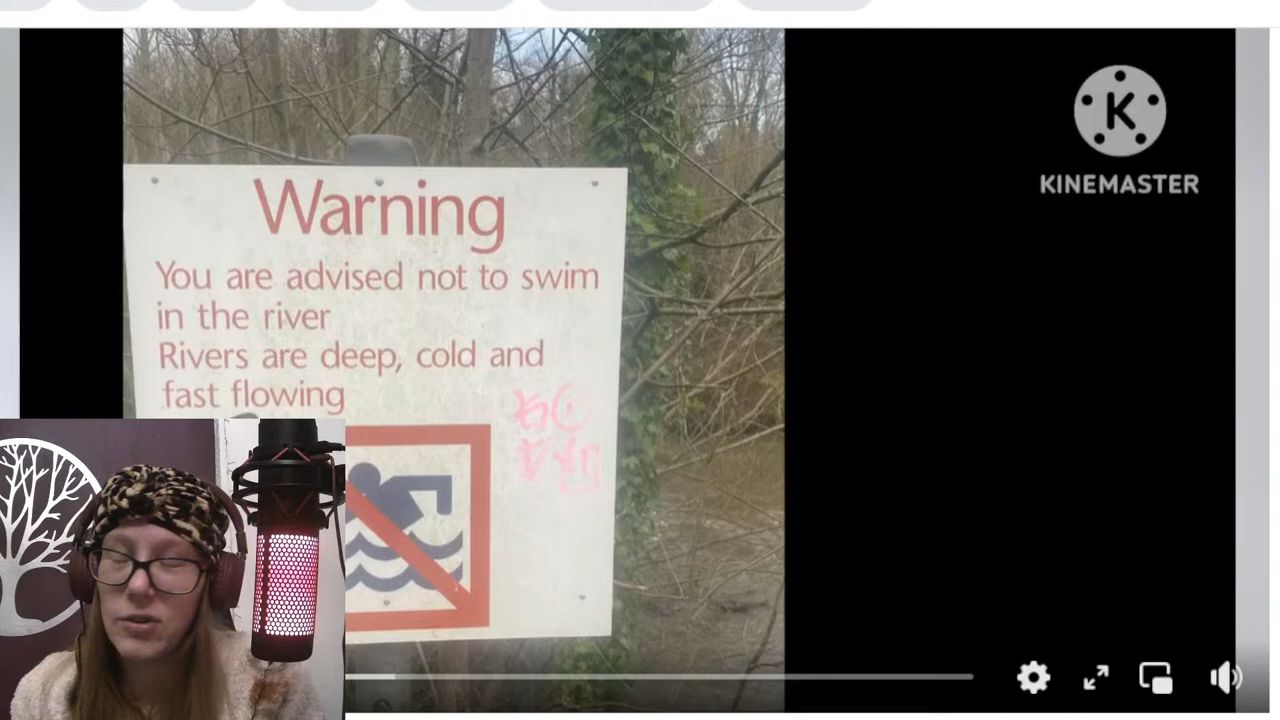 K
KINEMASTER
Warning
You are advised not to swim
in the river
Rivers are deep, cold and
fast flowing